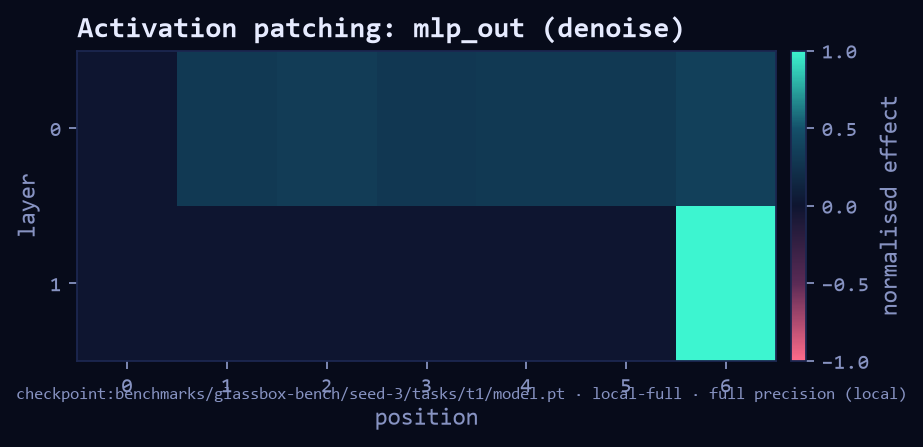 Activation patching: mlp_out (denoise)
1.0
0
0.5
layer
0.0
normalised effect
1
-0.5
-1.0
0 1 2 3 4 5 6
checkpoint:benchmarks/glassbox-bench/seed-3/tasks/t1/model.pt · local-full · full precision (local)
position